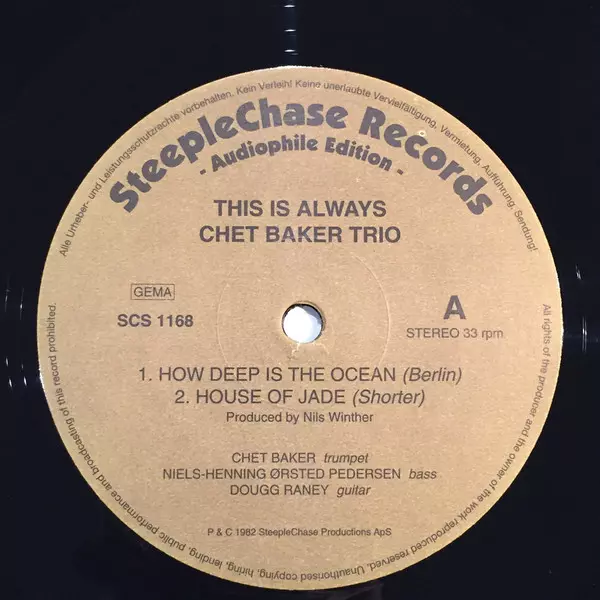 Alle Urheber- und Leistungsschutzrechte vorbehalten. Kein Verleih! Keine unerlaubte Vervielfältigung, Vermietung, Aufführung, Sendung!
SteepleChase Records
- Audiophile Edition -
THIS IS ALWAYS
CHET BAKER TRIO
GEMA
SCS 1168
A
STEREO 33 rpm
1. HOW DEEP IS THE OCEAN (Berlin)
2. HOUSE OF JADE (Shorter)
Produced by Nils Winther
CHET BAKER trumpet
NIELS-HENNING ØRSTED PEDERSEN bass
DOUGG RANEY guitar
P & C 1982 SteepleChase Productions ApS
All rights of the producer and the owner of the work reproduced reserved. Unauthorised copying, hiring, lending, public performance and broadcasting of this record prohibited.